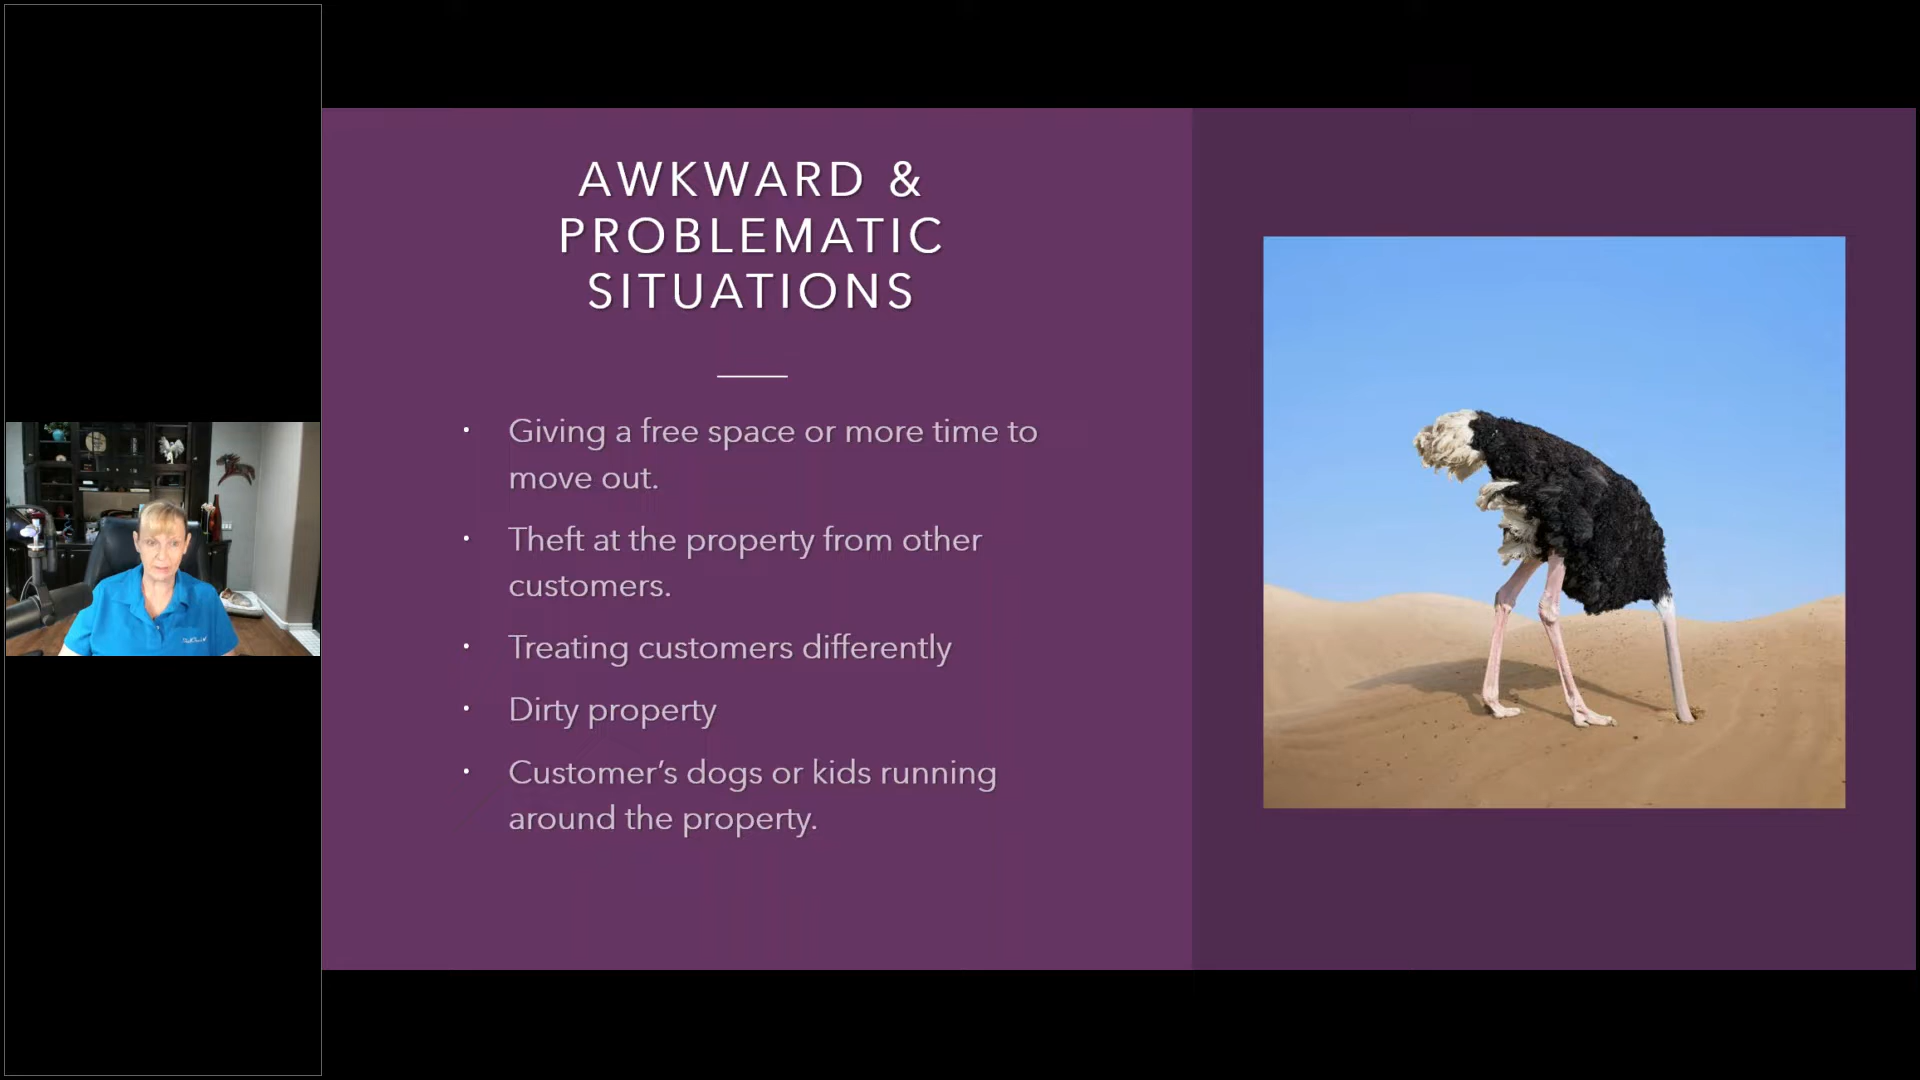 AWKWARD &
PROBLEMATIC
SITUATIONS
• Giving a free space or more time to
move out.
• Theft at the property from other
customers.
• Treating customers differently
• Dirty property
• Customer’s dogs or kids running
around the property.